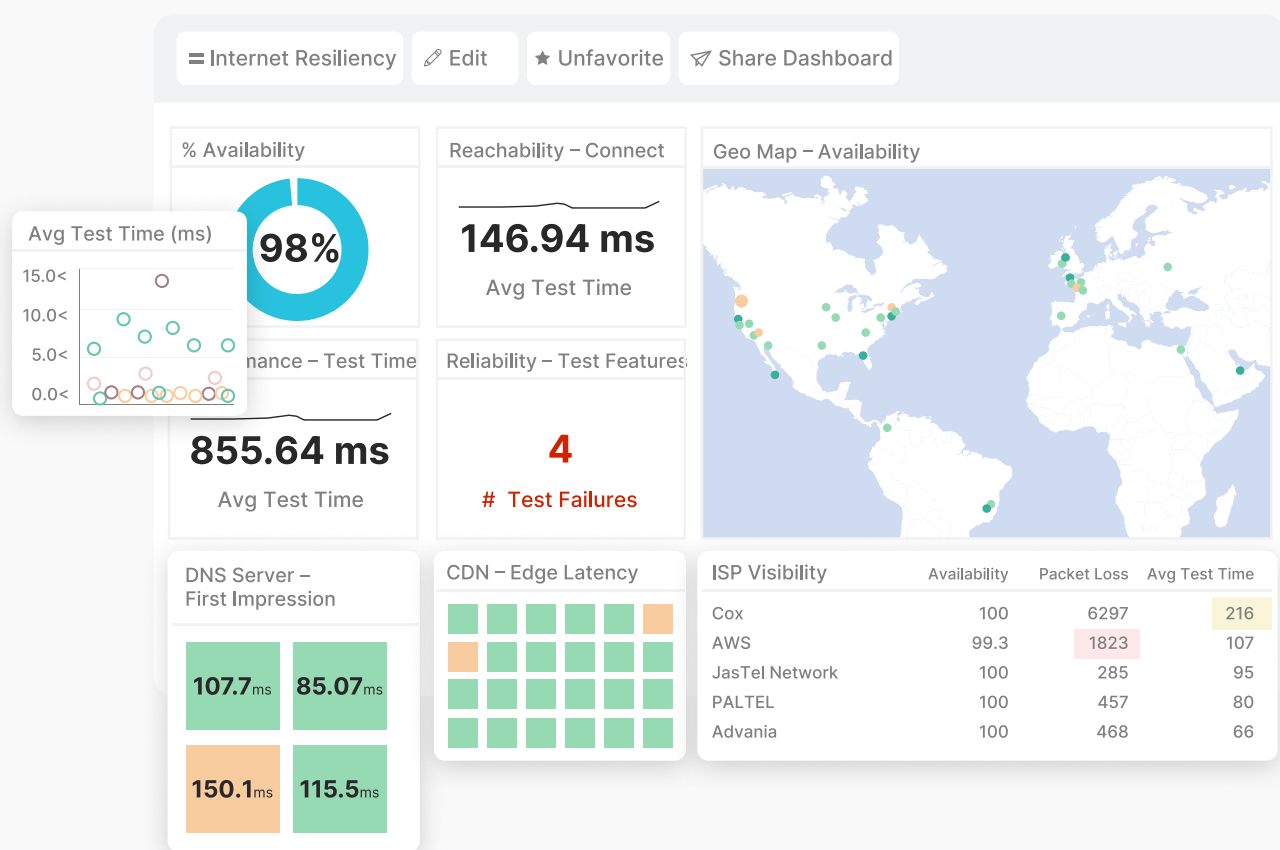 Internet Resiliency
Edit
Unfavorite
Share Dashboard
% Availability
98%
Reachability – Connect
146.94 ms
Avg Test Time
Geo Map – Availability
Avg Test Time (ms)
15.0<
10.0<
5.0<
0.0<
mance – Test Time
855.64 ms
Avg Test Time
Reliability – Test Features
4
# Test Failures
DNS Server –
First Impression
107.7ms 85.07ms
150.1ms 115.5ms
CDN – Edge Latency
ISP Visibility Availability Packet Loss Avg Test Time
Cox 100 6297 216
AWS 99.3 1823 107
JasTel Network 100 285 95
PALTEL 100 457 80
Advania 100 468 66